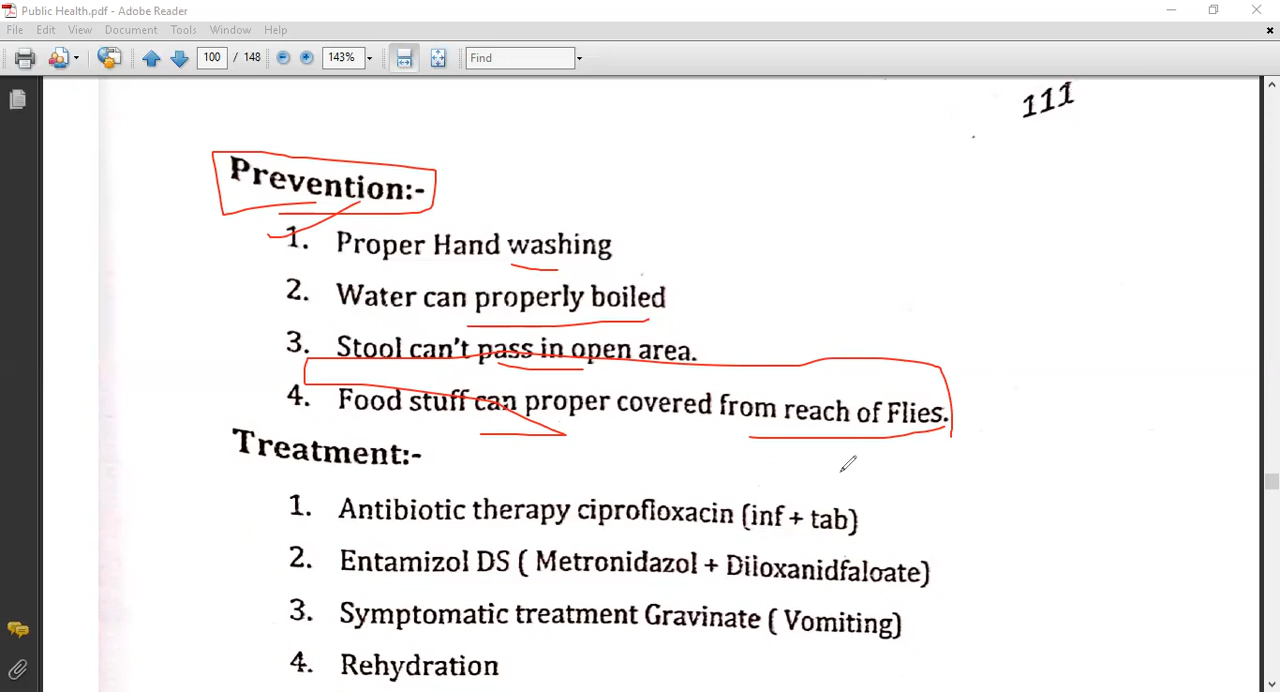 Public Health.pdf - Adobe Reader
File Edit View Document Tools Window Help
100 / 148 143% Find
111
Prevention:-
1. Proper Hand washing
2. Water can properly boiled
3. Stool can't pass in open area.
4. Food stuff can proper covered from reach of Flies.
Treatment:-
1. Antibiotic therapy ciprofloxacin (inf + tab)
2. Entamizol DS ( Metronidazol + Diloxanidfaloate)
3. Symptomatic treatment Gravinate ( Vomiting)
4. Rehydration